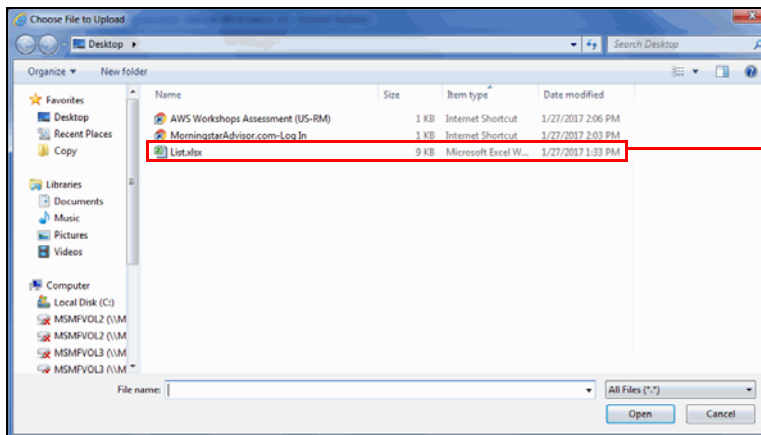 Choose File to Upload
Desktop
Search Desktop
Organize New folder
Name Size Item type Date modified
AWS Workshops Assessment (US-RM) 1 KB Internet Shortcut 1/27/2017 2:06 PM
MorningstarAdvisor.com-Log In 1 KB Internet Shortcut 1/27/2017 2:03 PM
List.xlsx 9 KB Microsoft Excel W... 1/27/2017 1:33 PM
Favorites
Desktop
Recent Places
Copy
Libraries
Documents
Music
Pictures
Videos
Computer
Local Disk (C:)
MSMFVOL2 (\\M
MSMFVOL2 (\\M
MSMFVOL3 (\\M
MSMFVOL3 (\\M
File name: All Files (*.*)
Open Cancel